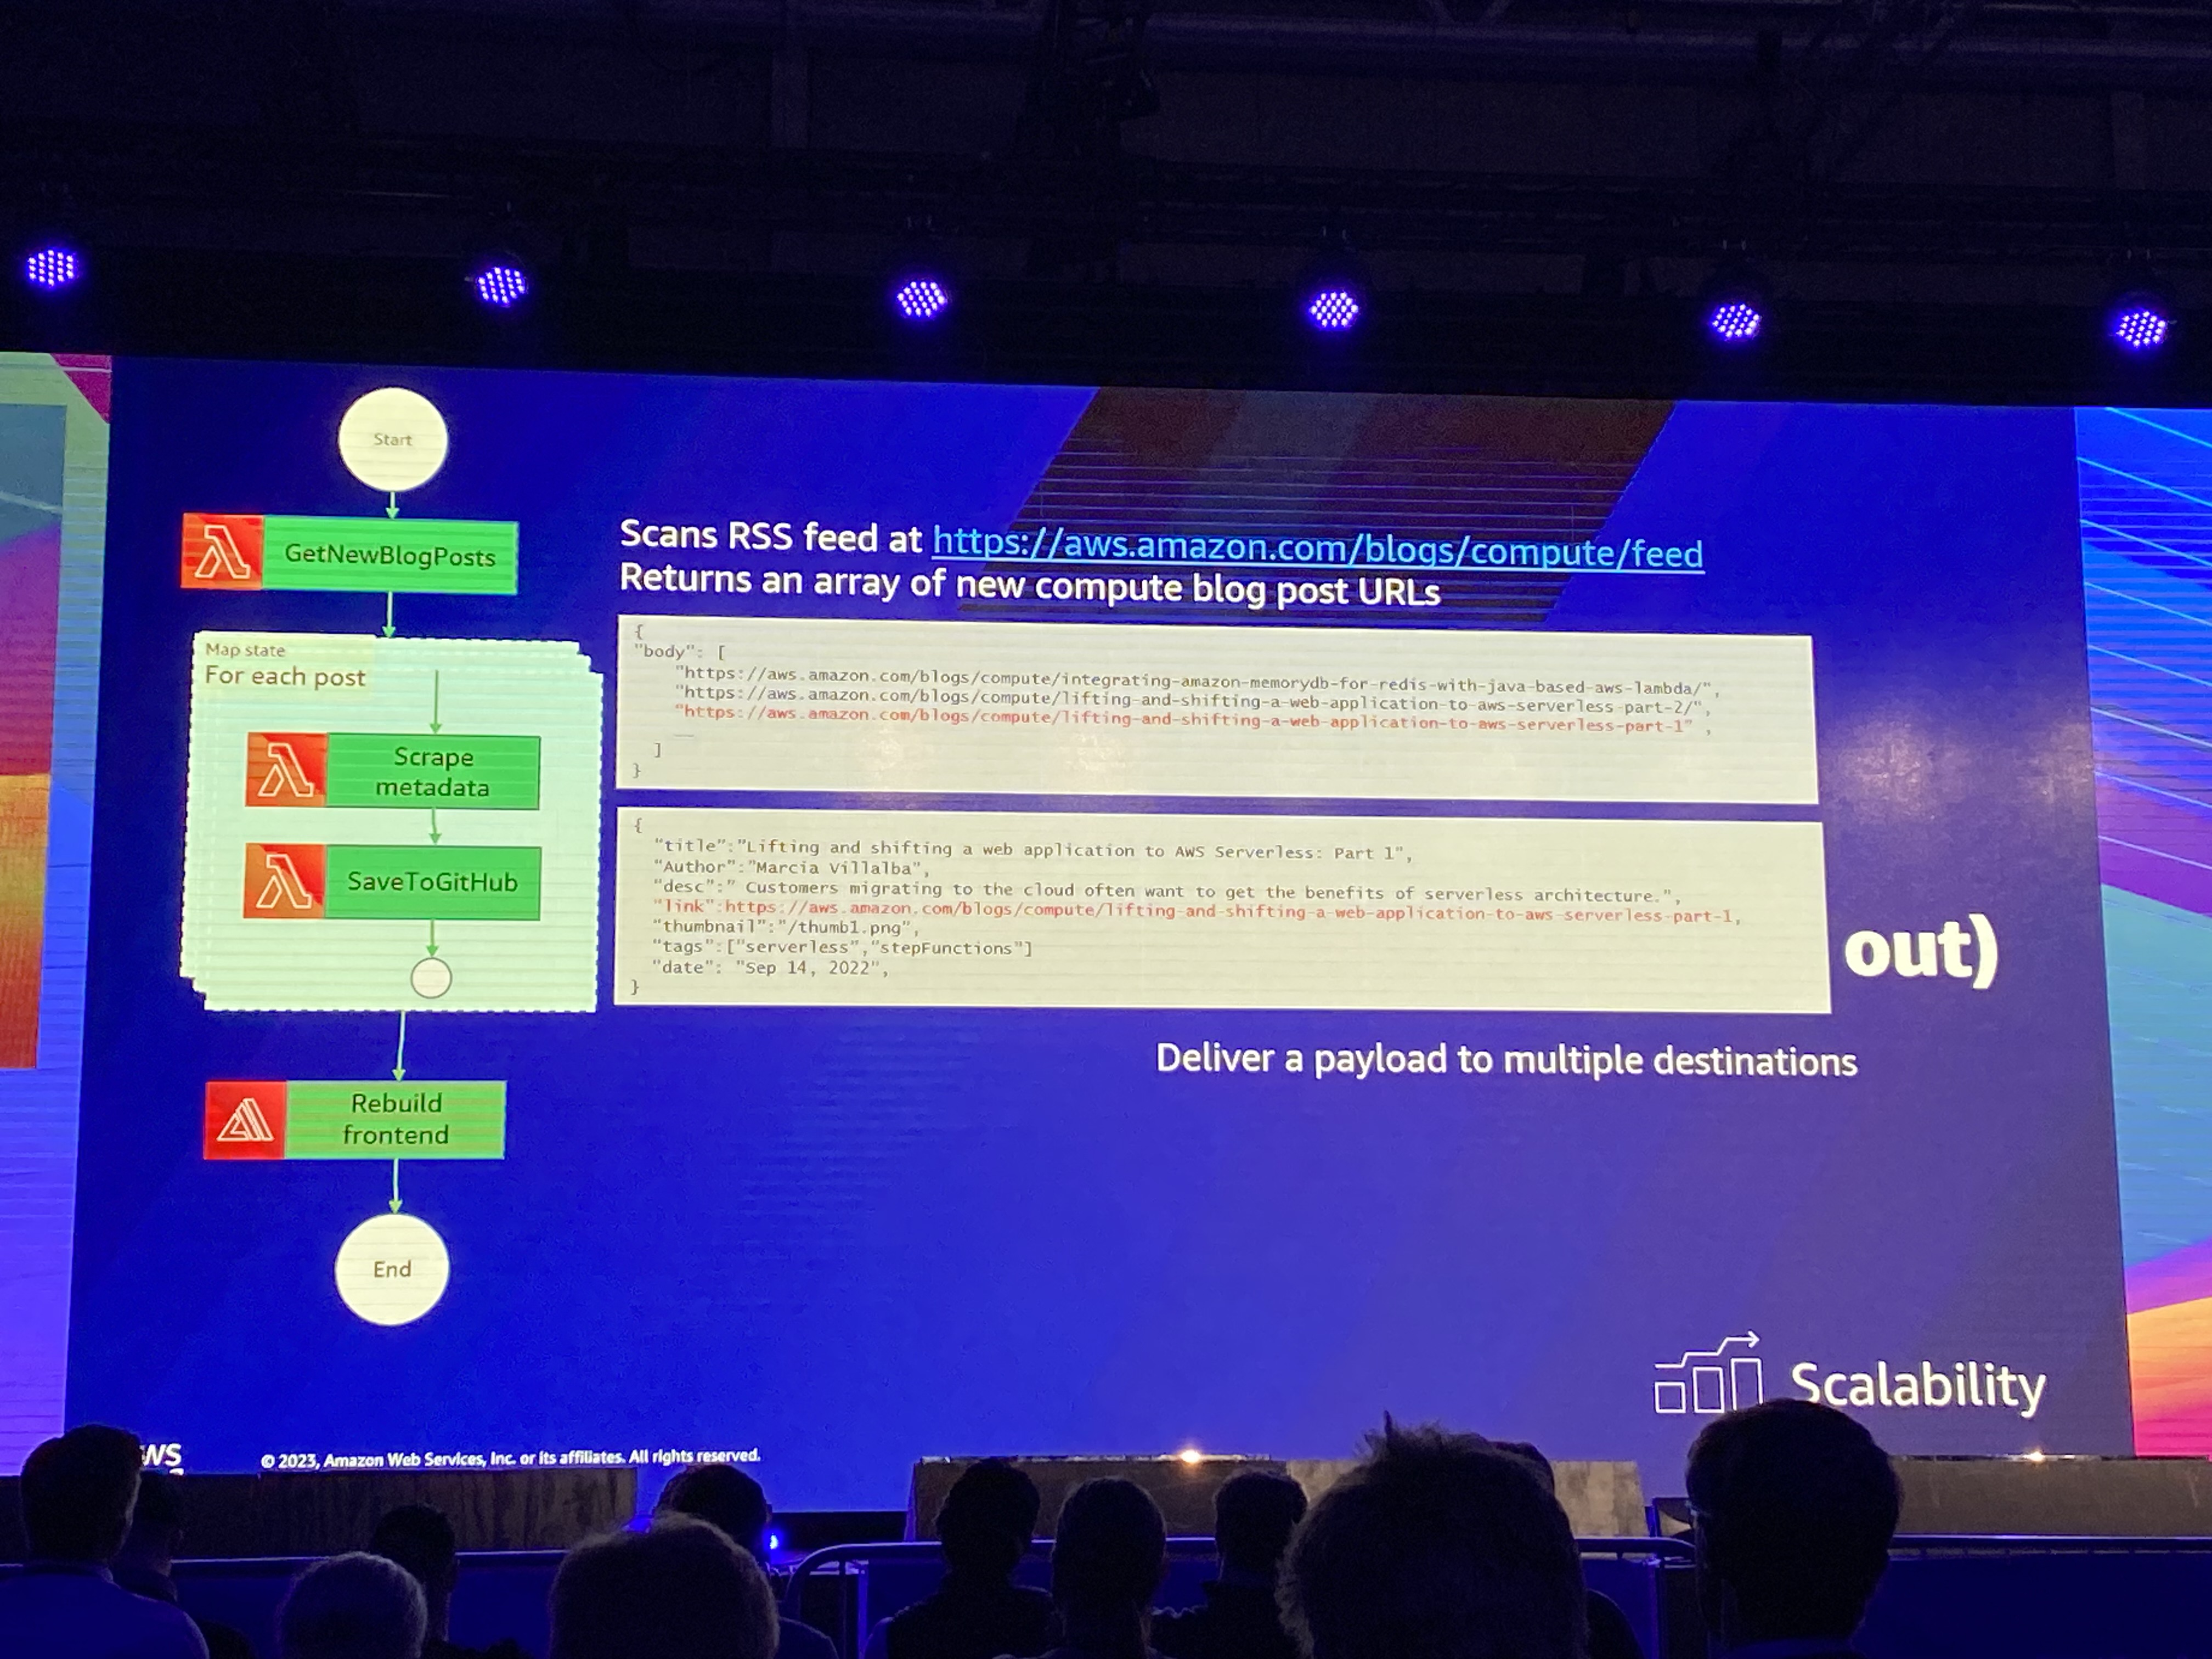 Start
GetNewBlogPosts
Map state
For each post
Scrape
metadata
SaveToGitHub
Rebuild
frontend
End
Scans RSS feed at https://aws.amazon.com/blogs/compute/feed
Returns an array of new compute blog post URLs
{
"body": [
"https://aws.amazon.com/blogs/compute/integrating-amazon-memorydb-for-redis-with-java-based-aws-lambda/",
"https://aws.amazon.com/blogs/compute/lifting-and-shifting-a-web-application-to-aws-serverless-part-2/",
"https://aws.amazon.com/blogs/compute/lifting-and-shifting-a-web-application-to-aws-serverless-part-1" ,
]
}
{
"title":"Lifting and shifting a web application to AWS Serverless: Part 1",
"Author":"Marcia Villalba",
"desc":" Customers migrating to the cloud often want to get the benefits of serverless architecture.",
"link":https://aws.amazon.com/blogs/compute/lifting-and-shifting-a-web-application-to-aws-serverless-part-1,
"thumbnail":"/thumb1.png",
"tags":["serverless","stepFunctions"]
"date": "Sep 14, 2022",
}
out)
Deliver a payload to multiple destinations
Scalability
© 2023, Amazon Web Services, Inc. or its affiliates. All rights reserved.